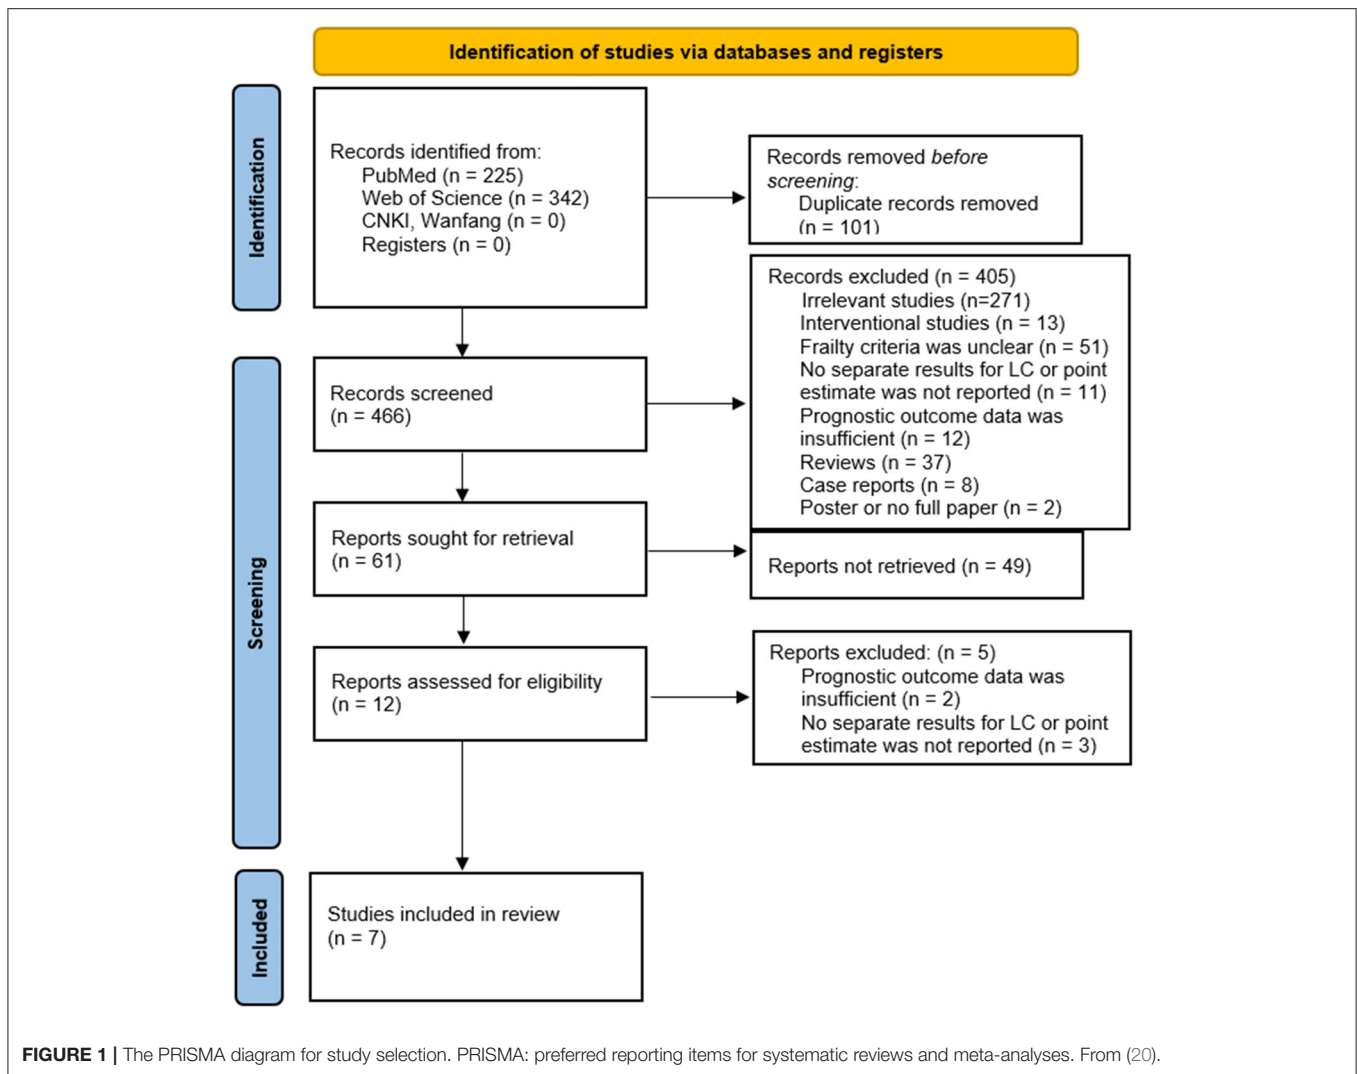 Identification of studies via databases and registers
Identification
Records identified from:
PubMed (n = 225)
Web of Science (n = 342)
CNKI, Wanfang (n = 0)
Registers (n = 0)
Records removed before
screening:
Duplicate records removed
(n = 101)
Screening
Records screened
(n = 466)
Records excluded (n = 405)
Irrelevant studies (n=271)
Interventional studies (n = 13)
Frailty criteria was unclear (n = 51)
No separate results for LC or point
estimate was not reported (n = 11)
Prognostic outcome data was
insufficient (n = 12)
Reviews (n = 37)
Case reports (n = 8)
Poster or no full paper (n = 2)
Reports sought for retrieval
(n = 61)
Reports not retrieved (n = 49)
Reports assessed for eligibility
(n = 12)
Reports excluded: (n = 5)
Prognostic outcome data was
insufficient (n = 2)
No separate results for LC or point
estimate was not reported (n = 3)
Included
Studies included in review
(n = 7)
FIGURE 1 | The PRISMA diagram for study selection. PRISMA: preferred reporting items for systematic reviews and meta-analyses. From (20).